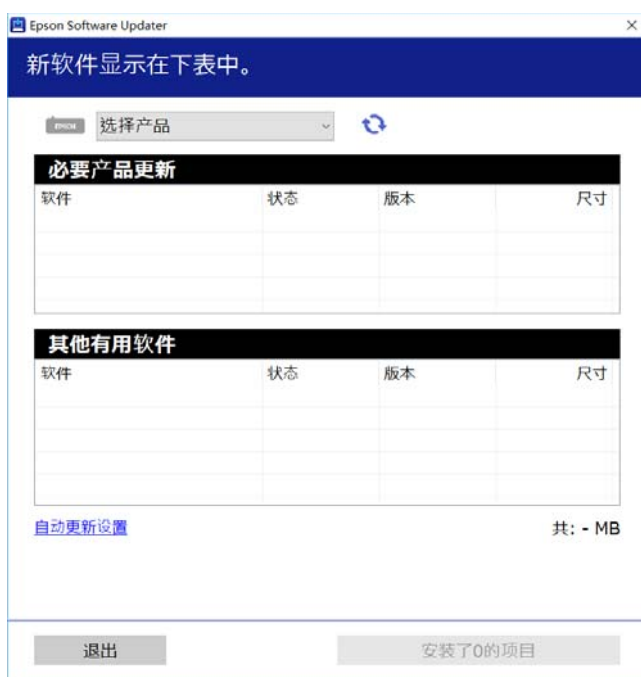 Epson Software Updater
新软件显示在下表中。
EPSON
选择产品
必要产品更新
软件 状态 版本 尺寸
其他有用软件
软件 状态 版本 尺寸
自动更新设置
共: - MB
退出
安装了0的项目